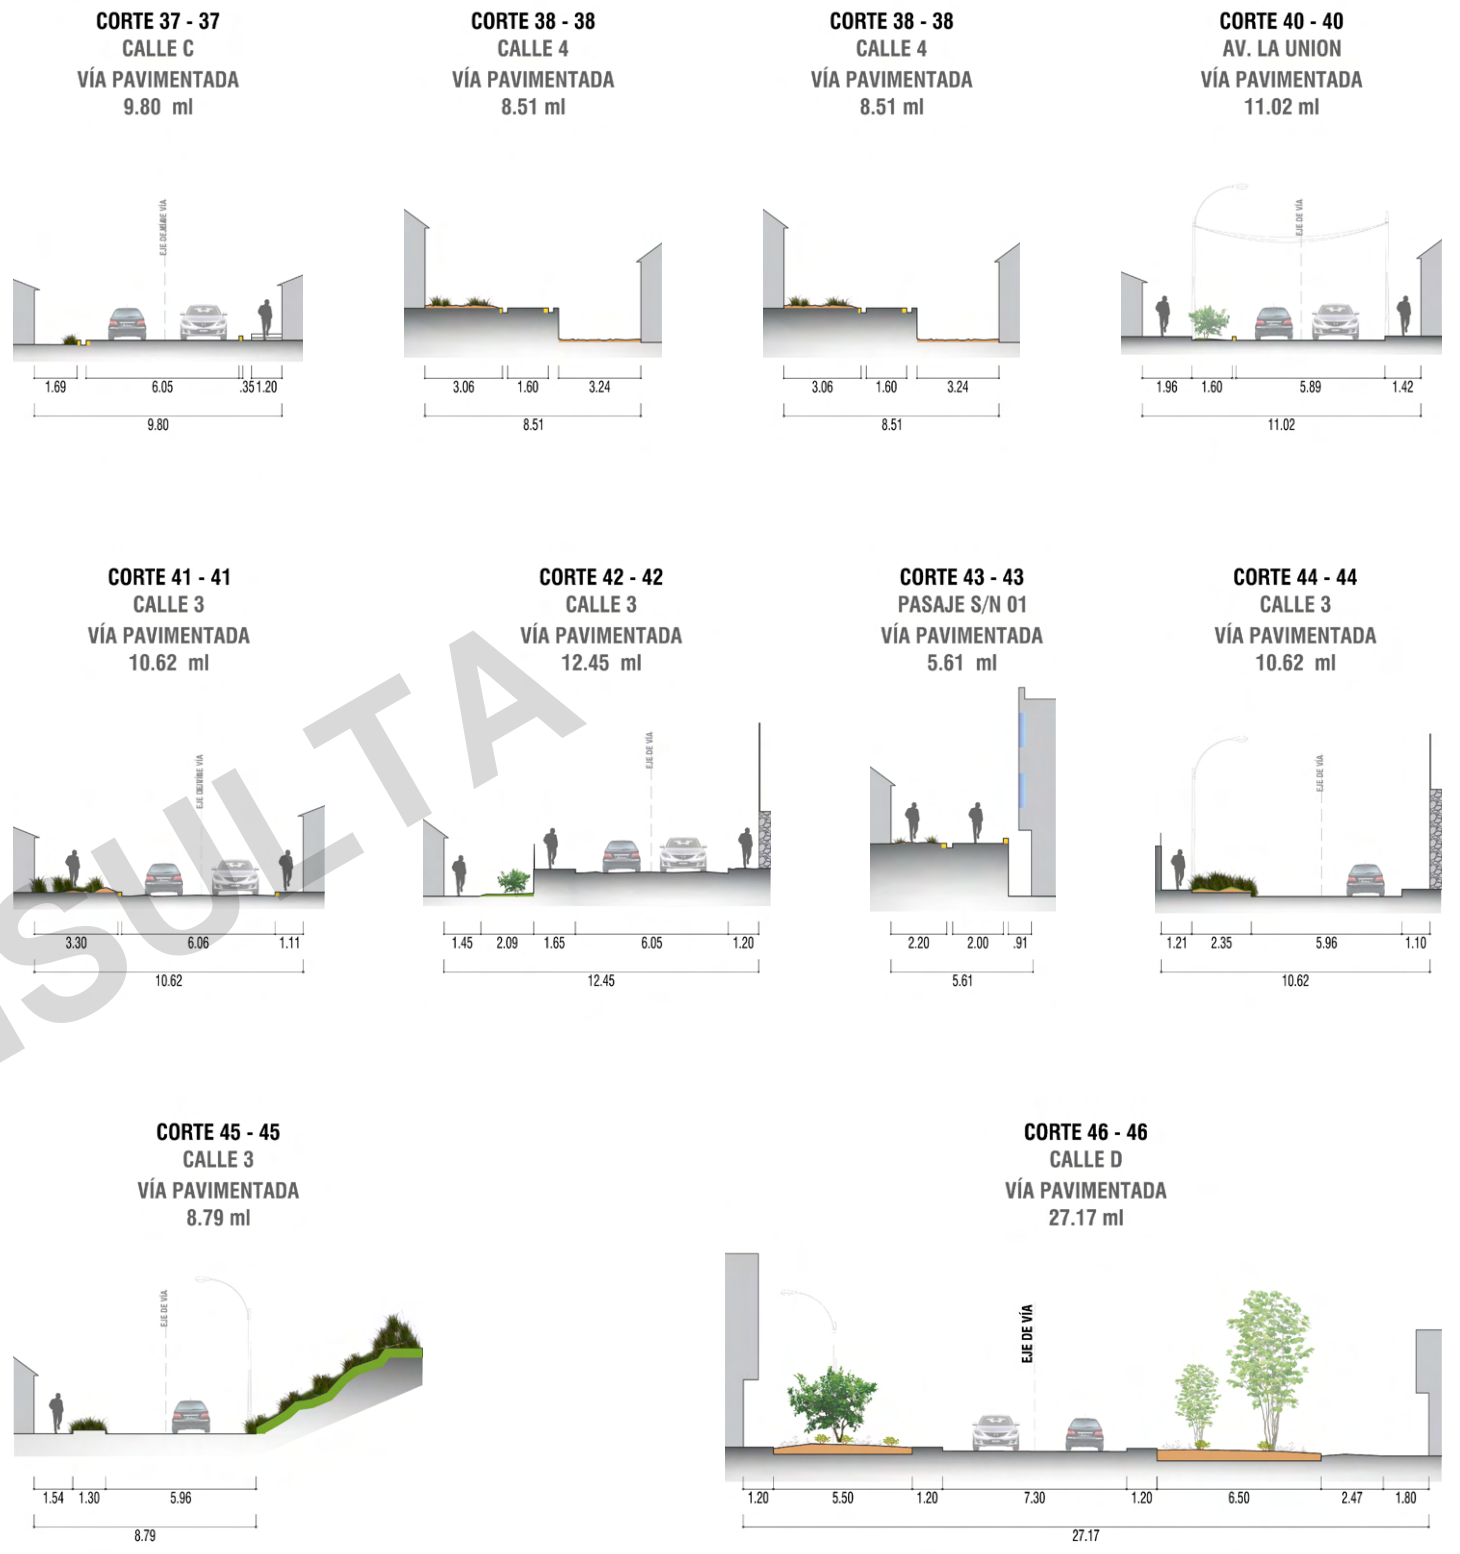 CORTE 37 - 37
CALLE C
VÍA PAVIMENTADA
9.80 ml
EJE DE VÍA
1.69
6.05
.35
1.20
9.80
CORTE 38 - 38
CALLE 4
VÍA PAVIMENTADA
8.51 ml
3.06
1.60
3.24
8.51
CORTE 38 - 38
CALLE 4
VÍA PAVIMENTADA
8.51 ml
3.06
1.60
3.24
8.51
CORTE 40 - 40
AV. LA UNION
VÍA PAVIMENTADA
11.02 ml
EJE DE VÍA
1.96
1.60
5.89
1.42
11.02
CORTE 41 - 41
CALLE 3
VÍA PAVIMENTADA
10.62 ml
EJE DE VÍA
3.30
6.06
1.11
10.62
CORTE 42 - 42
CALLE 3
VÍA PAVIMENTADA
12.45 ml
EJE DE VÍA
1.45
2.09
1.65
6.05
1.20
12.45
CORTE 43 - 43
PASAJE S/N 01
VÍA PAVIMENTADA
5.61 ml
2.20
2.00
.91
5.61
CORTE 44 - 44
CALLE 3
VÍA PAVIMENTADA
10.62 ml
EJE DE VÍA
1.21
2.35
5.96
1.10
10.62
CORTE 45 - 45
CALLE 3
VÍA PAVIMENTADA
8.79 ml
EJE DE VÍA
1.54
1.30
5.96
8.79
CORTE 46 - 46
CALLE D
VÍA PAVIMENTADA
27.17 ml
EJE DE VÍA
1.20
5.50
1.20
7.30
1.20
6.50
2.47
1.80
27.17
NSULTA